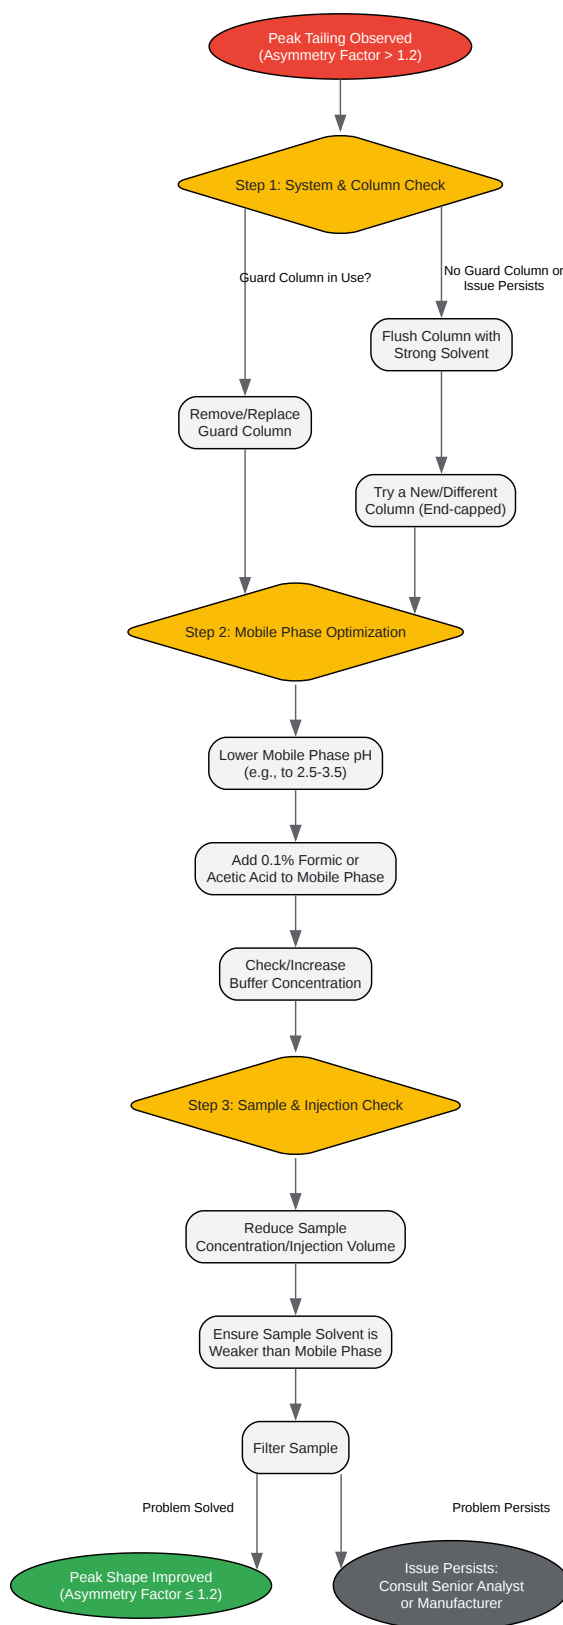 Peak Tailing Observed
(Asymmetry Factor > 1.2)
Step 1: System & Column Check
Guard Column in Use?
No Guard Column or
Issue Persists
Flush Column with
Strong Solvent
Remove/Replace
Guard Column
Try a New/Different
Column (End-capped)
Step 2: Mobile Phase Optimization
Lower Mobile Phase pH
(e.g., to 2.5-3.5)
Add 0.1% Formic or
Acetic Acid to Mobile Phase
Check/Increase
Buffer Concentration
Step 3: Sample & Injection Check
Reduce Sample
Concentration/Injection Volume
Ensure Sample Solvent is
Weaker than Mobile Phase
Filter Sample
Problem Solved
Problem Persists
Peak Shape Improved
(Asymmetry Factor ≤ 1.2)
Issue Persists:
Consult Senior Analyst
or Manufacturer